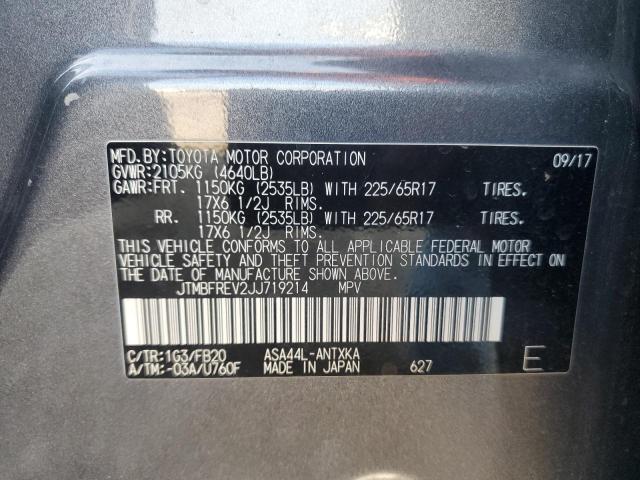 MFD.BY:TOYOTA MOTOR CORPORATION 09/17
GVWR:2105KG (4640LB)
GAWR:FRT. 1150KG (2535LB) WITH 225/65R17 TIRES.
17X6 1/2J RIMS.
RR. 1150KG (2535LB) WITH 225/65R17 TIRES.
17X6 1/2J RIMS.
THIS VEHICLE CONFORMS TO ALL APPLICABLE FEDERAL MOTOR
VEHICLE SAFETY AND THEFT PREVENTION STANDARDS IN EFFECT ON
THE DATE OF MANUFACTURE SHOWN ABOVE.
JTMBFREV2JJ719214 MPV
C/TR:1G3/FB20 ASA44L-ANTXKA
A/TM:-03A/U760F MADE IN JAPAN 627 E